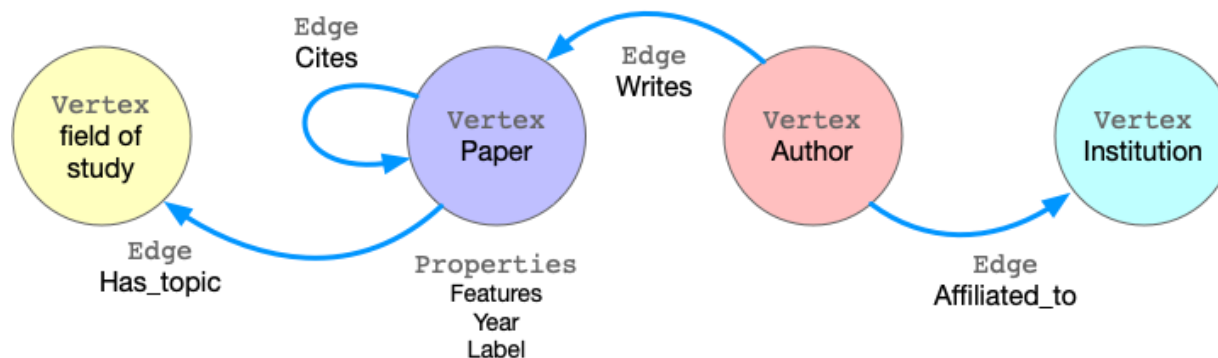 Edge
Cites
Edge
Writes
Vertex
field of
study
Vertex
Paper
Vertex
Author
Vertex
Institution
Edge
Has_topic
Properties
Features
Year
Label
Edge
Affiliated_to